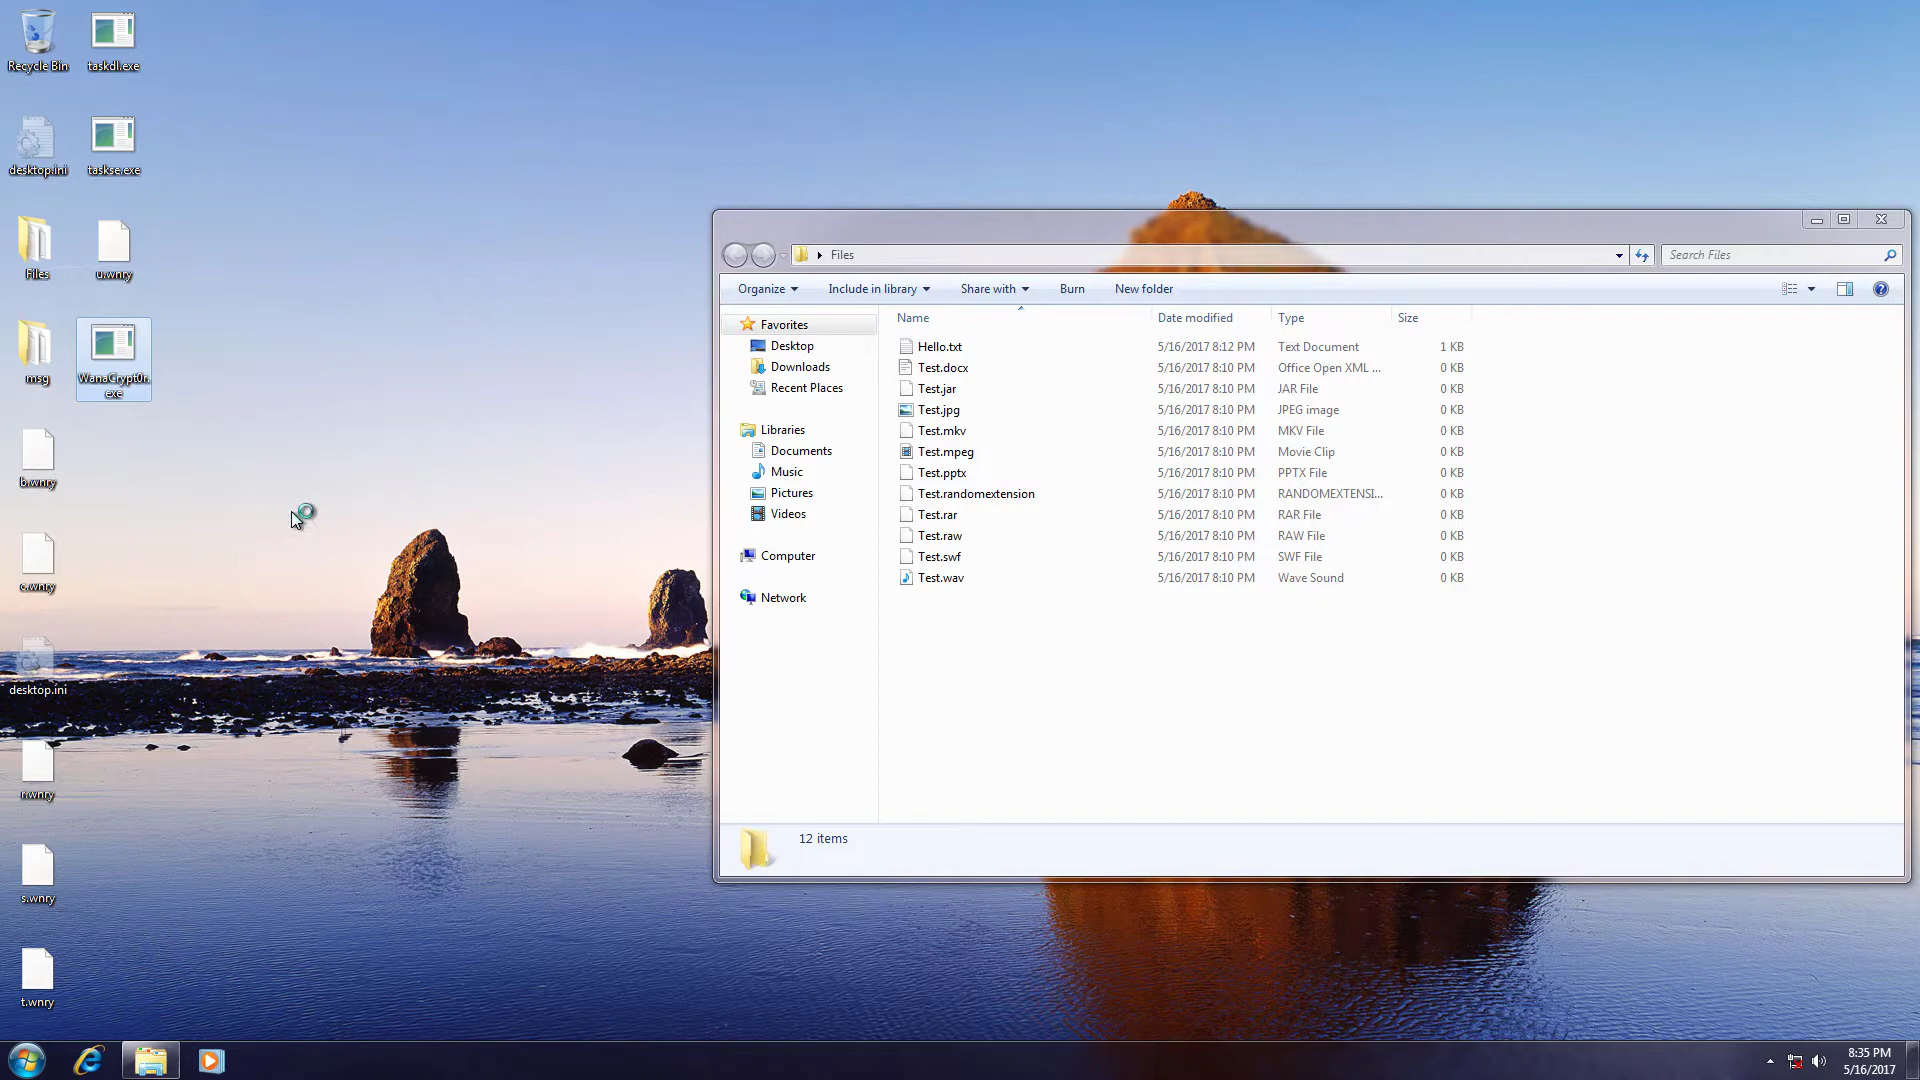 Recycle Bin
taskdl.exe
desktop.ini
taskse.exe
Files
u.wnry
msg
WanaCrypt0r.
exe
b.wnry
c.wnry
desktop.ini
r.wnry
s.wnry
t.wnry
Files
Search Files
Organize
Include in library
Share with
Burn
New folder
Favorites
Desktop
Downloads
Recent Places
Libraries
Documents
Music
Pictures
Videos
Computer
Network
Name Date modified Type Size
Hello.txt 5/16/2017 8:12 PM Text Document 1 KB
Test.docx 5/16/2017 8:10 PM Office Open XML ... 0 KB
Test.jar 5/16/2017 8:10 PM JAR File 0 KB
Test.jpg 5/16/2017 8:10 PM JPEG image 0 KB
Test.mkv 5/16/2017 8:10 PM MKV File 0 KB
Test.mpeg 5/16/2017 8:10 PM Movie Clip 0 KB
Test.pptx 5/16/2017 8:10 PM PPTX File 0 KB
Test.randomextension 5/16/2017 8:10 PM RANDOMEXTENSI... 0 KB
Test.rar 5/16/2017 8:10 PM RAR File 0 KB
Test.raw 5/16/2017 8:10 PM RAW File 0 KB
Test.swf 5/16/2017 8:10 PM SWF File 0 KB
Test.wav 5/16/2017 8:10 PM Wave Sound 0 KB
12 items
8:35 PM
5/16/2017